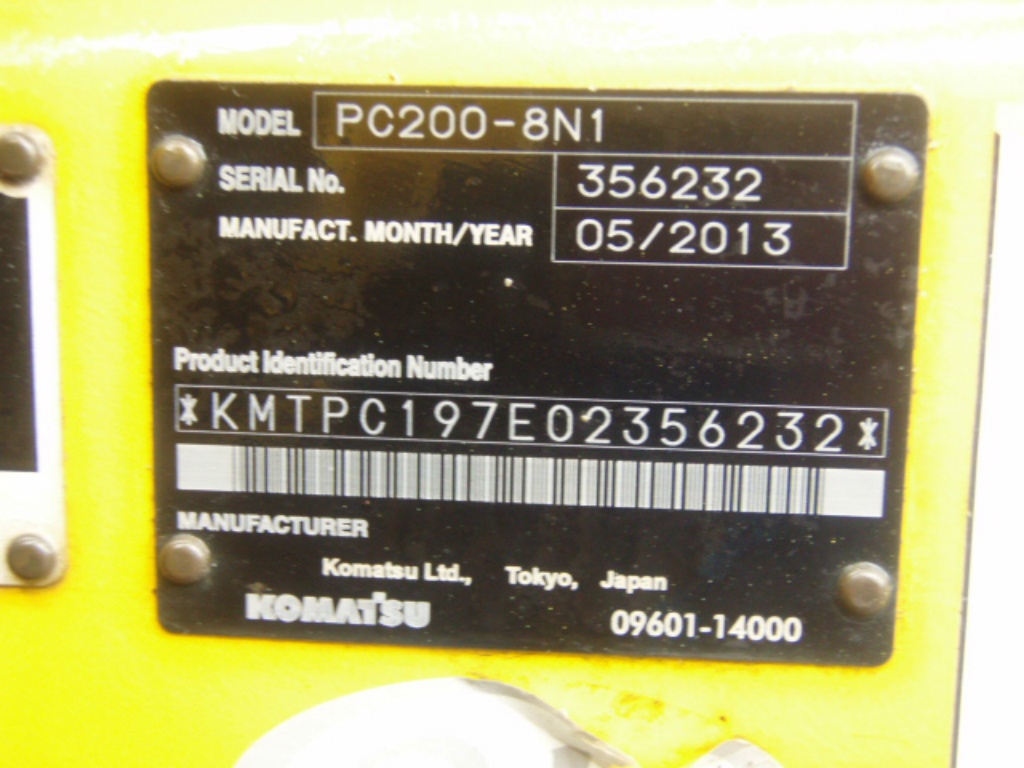 MODEL PC200-8N1
SERIAL No. 356232
MANUFACT. MONTH/YEAR 05/2013
Product Identification Number
*KMTPC197E02356232*
MANUFACTURER
Komatsu Ltd., Tokyo, Japan
KOMATSU 09601-14000